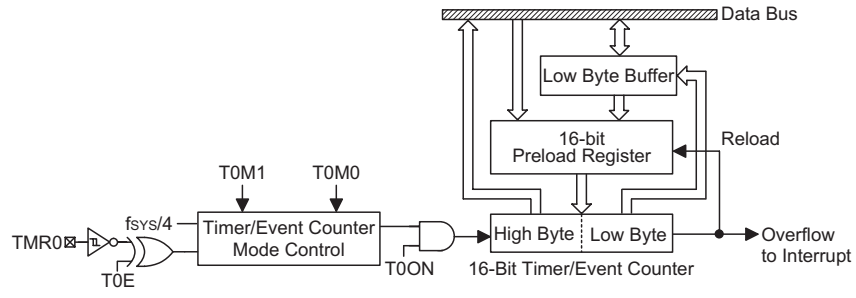 Data Bus
Low Byte Buffer
16-bit
Preload Register
Reload
T0M1
T0M0
fSYS/4
Timer/Event Counter
Mode Control
TMR0
T0E
T0ON
High Byte
Low Byte
16-Bit Timer/Event Counter
Overflow
to Interrupt